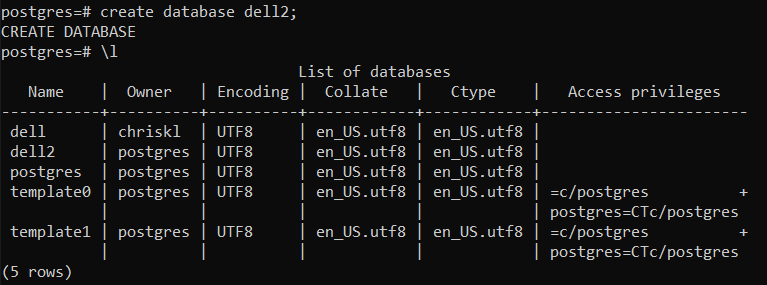 postgres=# create database dell2;
CREATE DATABASE
postgres=# \l
                                 List of databases
   Name    |  Owner   | Encoding |  Collate   |   Ctype    |   Access privileges
-----------+----------+----------+------------+------------+-----------------------
 dell      | chriskl  | UTF8     | en_US.utf8 | en_US.utf8 |
 dell2     | postgres | UTF8     | en_US.utf8 | en_US.utf8 |
 postgres  | postgres | UTF8     | en_US.utf8 | en_US.utf8 |
 template0 | postgres | UTF8     | en_US.utf8 | en_US.utf8 | =c/postgres          +
           |          |          |            |            | postgres=CTc/postgres
 template1 | postgres | UTF8     | en_US.utf8 | en_US.utf8 | =c/postgres          +
           |          |          |            |            | postgres=CTc/postgres
(5 rows)